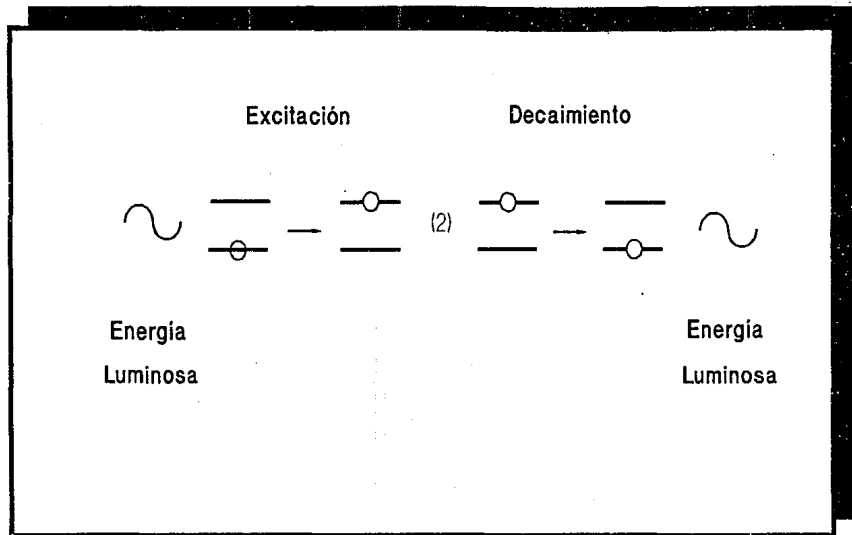 Excitación
Decaimiento
(2)
Energía
Luminosa
Energía
Luminosa